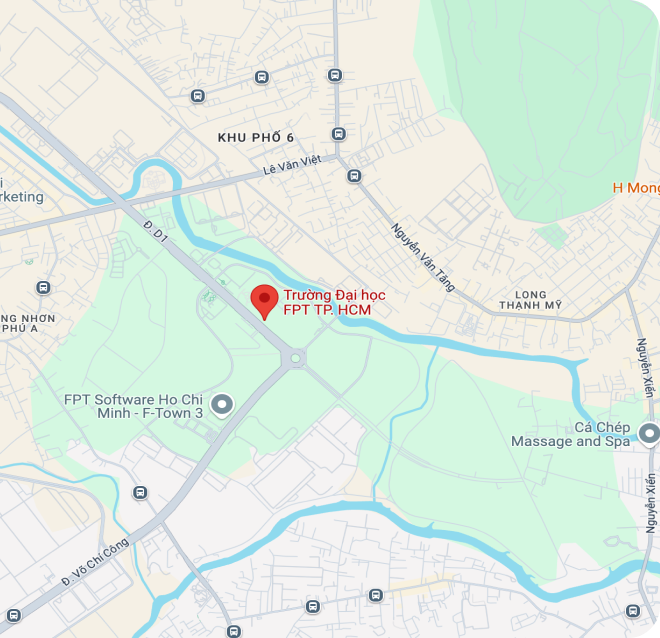 KHU PHỐ 6
Lê Văn Việt
i
rketing
H Mong
Đ. D1
Nguyễn Văn Tăng
Trường Đại học
FPT TP. HCM
LONG
THẠNH MỸ
NG NHƠN
PHÚ A
Nguyễn Xiển
FPT Software Ho Chi
Minh - F-Town 3
Cá Chép
Massage and Spa
Nguyễn Xiển
Đ. Võ Chí Công